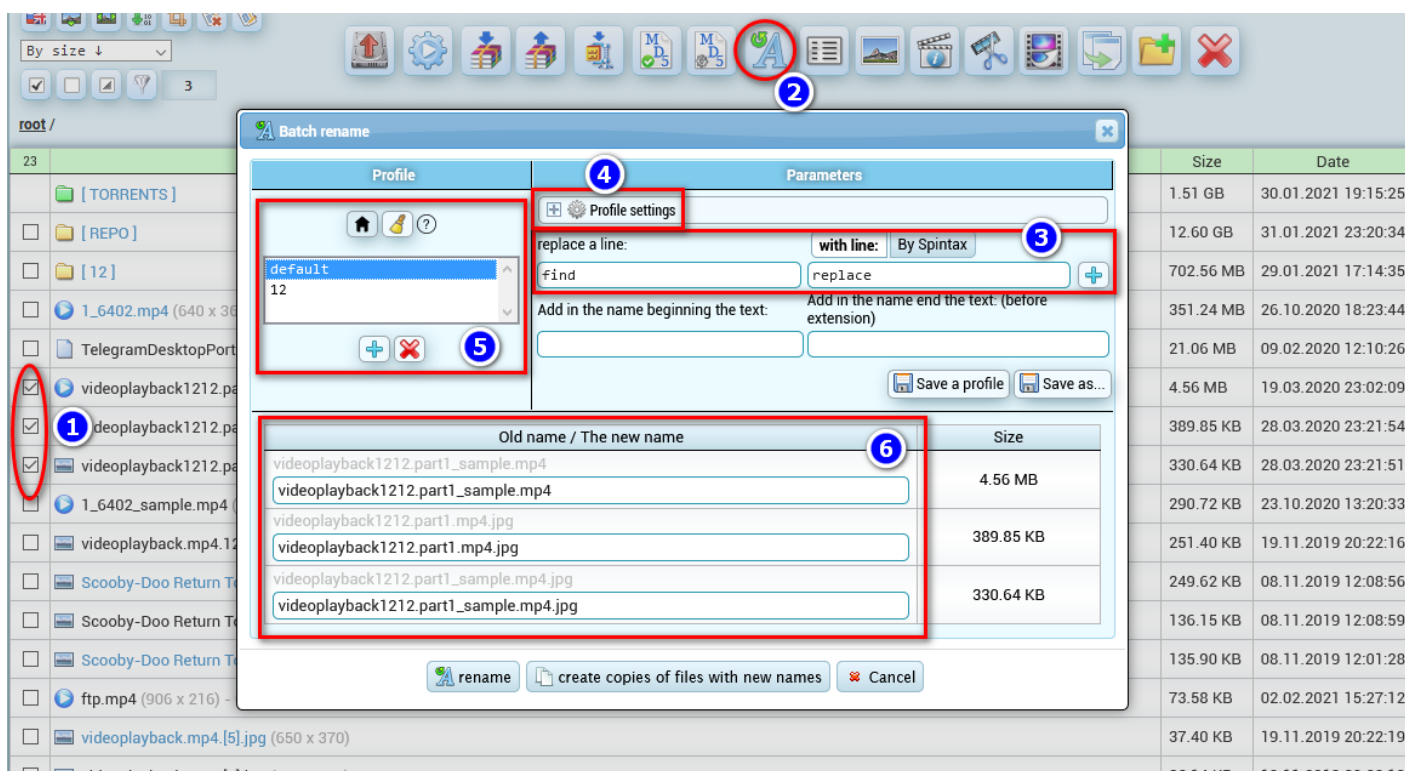 By size ↓
3
2
root /
Batch rename
23
Size
Date
Profile
4
Parameters
[ TORRENTS ]
1.51 GB
30.01.2021 19:15:25
Profile settings
?
3
[ REPO ]
12.60 GB
31.01.2021 23:20:34
replace a line:
with line:
By Spintax
[ 12 ]
default
find
replace
702.56 MB
29.01.2021 17:14:35
12
1_6402.mp4 (640 x 36
Add in the name beginning the text:
Add in the name end the text: (before
extension)
351.24 MB
26.10.2020 18:23:44
TelegramDesktopPort
5
21.06 MB
09.02.2020 12:10:26
videoplayback1212.pa
Save a profile
Save as...
4.56 MB
19.03.2020 23:02:09
1
deoplayback1212.pa
Old name / The new name
6
Size
389.85 KB
28.03.2020 23:21:54
videoplayback1212.pa
videoplayback1212.part1_sample.mp4
videoplayback1212.part1_sample.mp4
4.56 MB
330.64 KB
28.03.2020 23:21:51
1_6402_sample.mp4 (
290.72 KB
23.10.2020 13:20:33
videoplayback1212.part1.mp4.jpg
videoplayback1212.part1.mp4.jpg
389.85 KB
videoplayback.mp4.12
251.40 KB
19.11.2019 20:22:16
Scooby-Doo Return To
videoplayback1212.part1_sample.mp4.jpg
videoplayback1212.part1_sample.mp4.jpg
330.64 KB
249.62 KB
08.11.2019 12:08:56
Scooby-Doo Return To
136.15 KB
08.11.2019 12:08:59
Scooby-Doo Return To
135.90 KB
08.11.2019 12:01:28
rename
create copies of files with new names
Cancel
ftp.mp4 (906 x 216) -
73.58 KB
02.02.2021 15:27:12
videoplayback.mp4.[5].jpg (650 x 370)
37.40 KB
19.11.2019 20:22:19